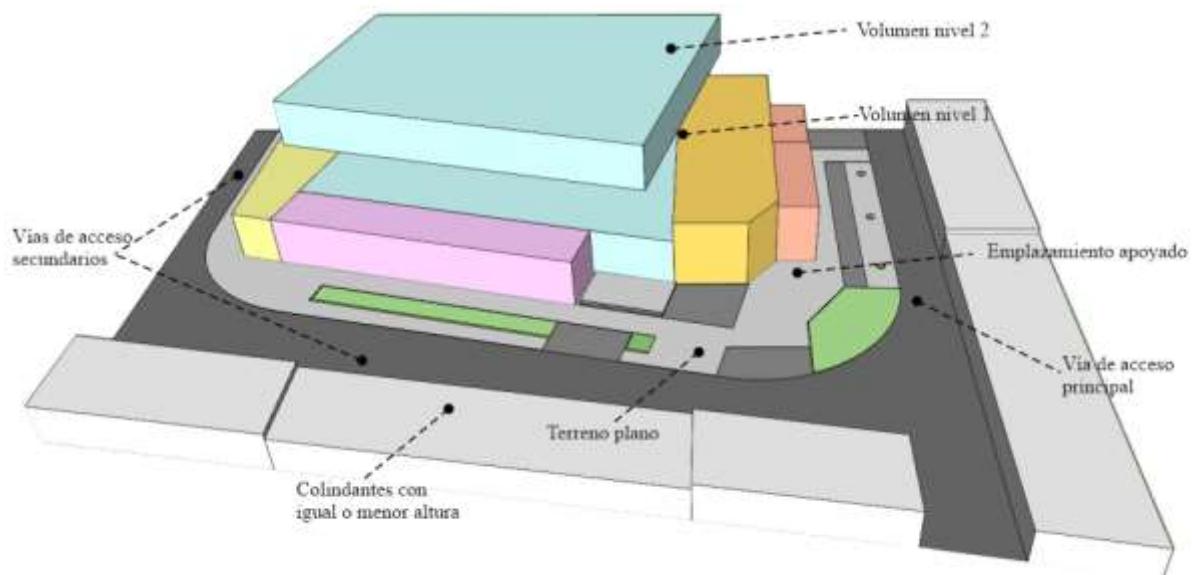 Volumen nivel 2
Volumen nivel 1
Vías de acceso
secundarios
Emplazamiento apoyado
Vía de acceso
principal
Terreno plano
Colindantes con
igual o menor altura